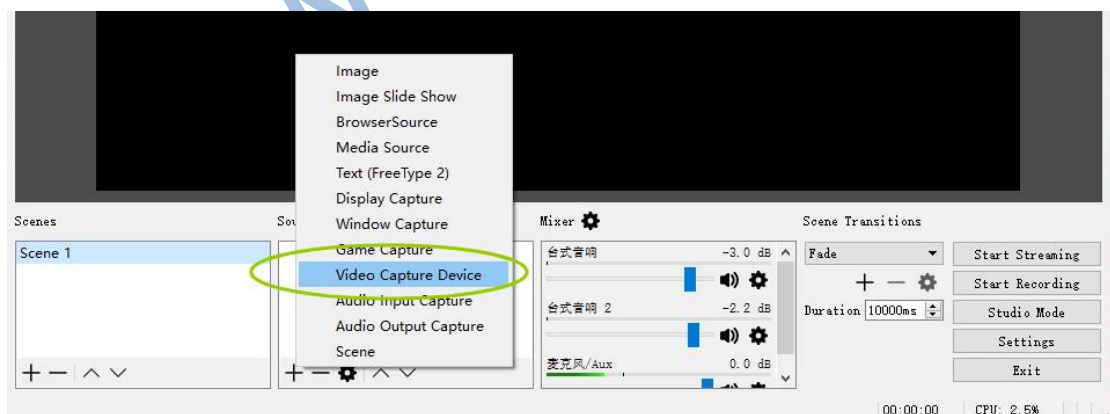 Image
Image Slide Show
BrowserSource
Media Source
Text (FreeType 2)
Display Capture
Window Capture
Game Capture
Video Capture Device
Audio Input Capture
Audio Output Capture
Scene
Scenes
Scene 1
Sou
Mixer
台式音响 -3.0 dB
台式音响 2 -2.2 dB
麦克风/Aux 0.0 dB
Scene Transitions
Fade
Duration 10000ms
Start Streaming
Start Recording
Studio Mode
Settings
Exit
00:00:00 CPU: 2.5%